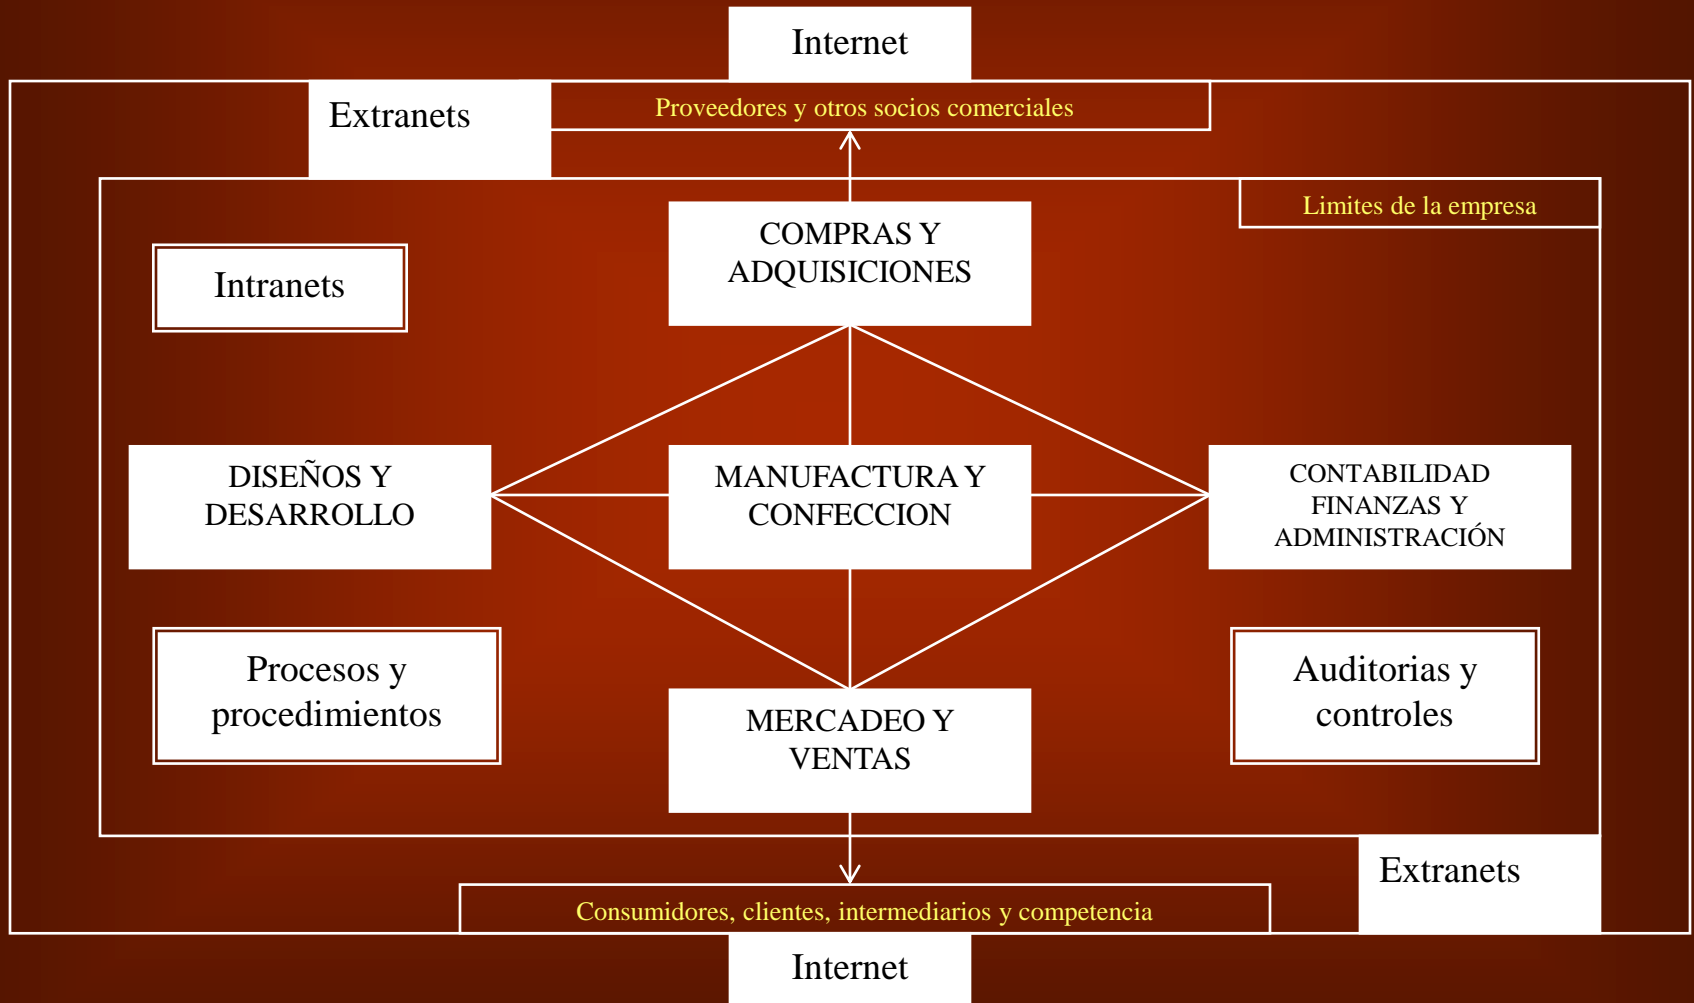 Internet
Extranets
Proveedores y otros socios comerciales
Limites de la empresa
COMPRAS Y
ADQUISICIONES
Intranets
DISEÑOS Y
DESARROLLO
MANUFACTURA Y
CONFECCION
CONTABILIDAD
FINANZAS Y
ADMINISTRACIÓN
Procesos y
procedimientos
Auditorias y
controles
MERCADEO Y
VENTAS
Extranets
Consumidores, clientes, intermediarios y competencia
Internet